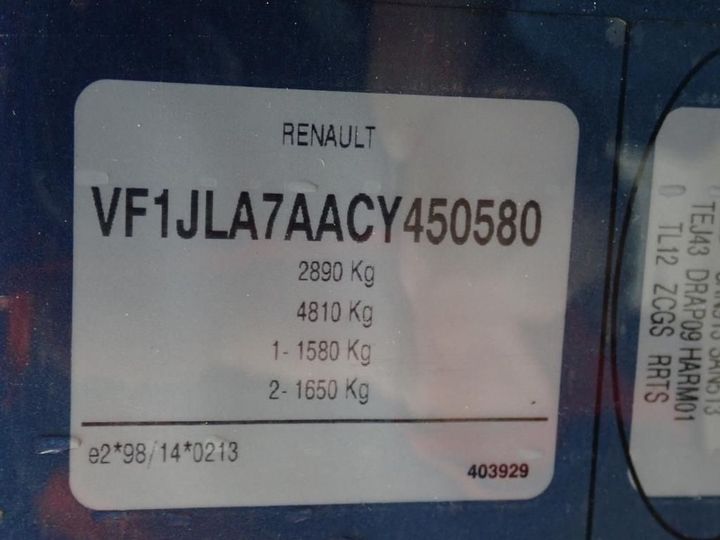 RENAULT
VF1JLA7AACY450580
2890 Kg
4810 Kg
1- 1580 Kg
2- 1650 Kg
e2*98/14*0213
403929
TEJ43 DRAP09 HARM01
TL12 ZCGS RRTS